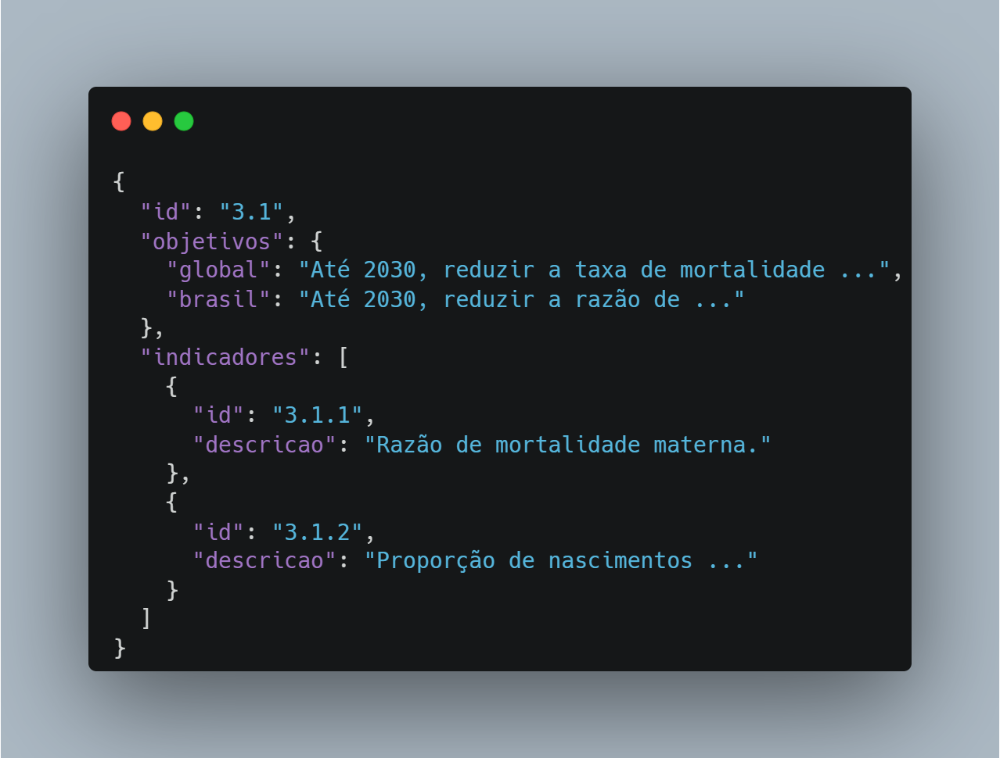 {
  "id": "3.1",
  "objetivos": {
    "global": "Até 2030, reduzir a taxa de mortalidade ...",
    "brasil": "Até 2030, reduzir a razão de ..."
  },
  "indicadores": [
    {
      "id": "3.1.1",
      "descricao": "Razão de mortalidade materna."
    },
    {
      "id": "3.1.2",
      "descricao": "Proporção de nascimentos ..."
    }
  ]
}